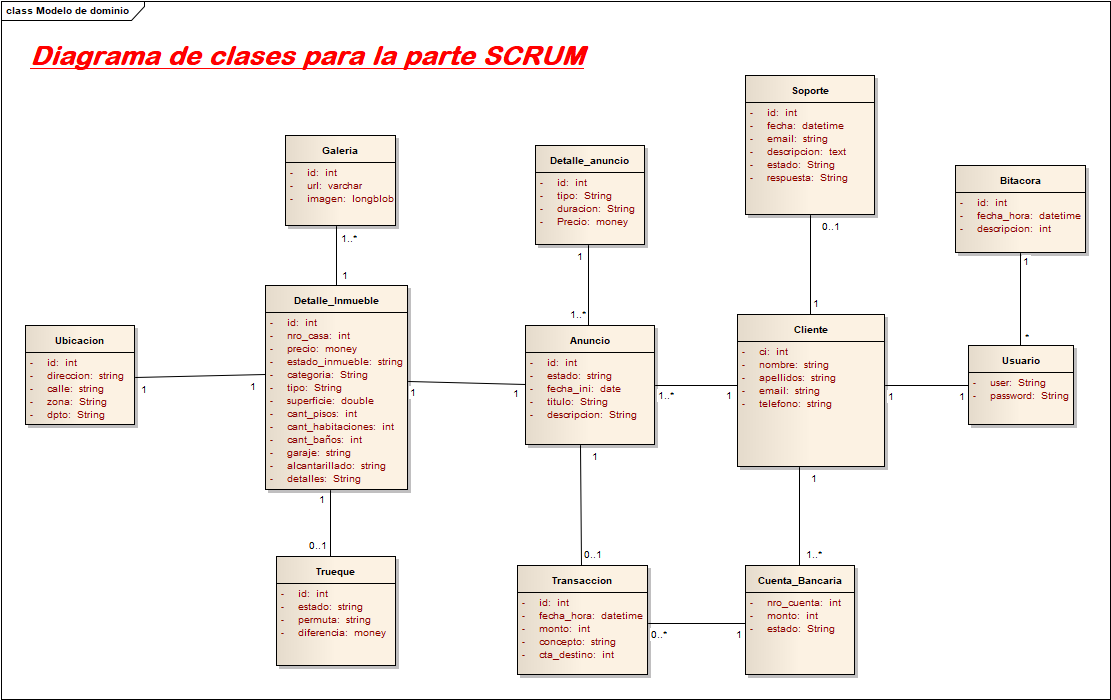 class Modelo de dominio
Diagrama de clases para la parte SCRUM
Soporte
- id: int
- fecha: datetime
- email: string
- descripcion: text
- estado: String
- respuesta: String
0..1
1
Galeria
- id: int
- url: varchar
- imagen: longblob
1..*
1
Detalle_anuncio
- id: int
- tipo: String
- duracion: String
- Precio: money
1
1..*
Bitacora
- id: int
- fecha_hora: datetime
- descripcion: int
1
*
Ubicacion
- id: int
- direccion: string
- calle: string
- zona: String
- dpto: String
1
1
Detalle_Inmueble
- id: int
- nro_casa: int
- precio: money
- estado_inmueble: string
- categoria: String
- tipo: String
- superficie: double
- cant_pisos: int
- cant_habitaciones: int
- cant_baños: int
- garaje: string
- alcantarillado: string
- detalles: String
1
1
Anuncio
- id: int
- estado: string
- fecha_ini: date
- titulo: String
- descripcion: String
1..*
1
Cliente
- ci: int
- nombre: string
- apellidos: string
- email: string
- telefono: string
1
1
Usuario
- user: String
- password: String
1
0..1
1
0..1
1
1..*
Trueque
- id: int
- estado: string
- permuta: string
- diferencia: money
Transaccion
- id: int
- fecha_hora: datetime
- monto: int
- concepto: string
- cta_destino: int
0..*
1
Cuenta_Bancaria
- nro_cuenta: int
- monto: int
- estado: String